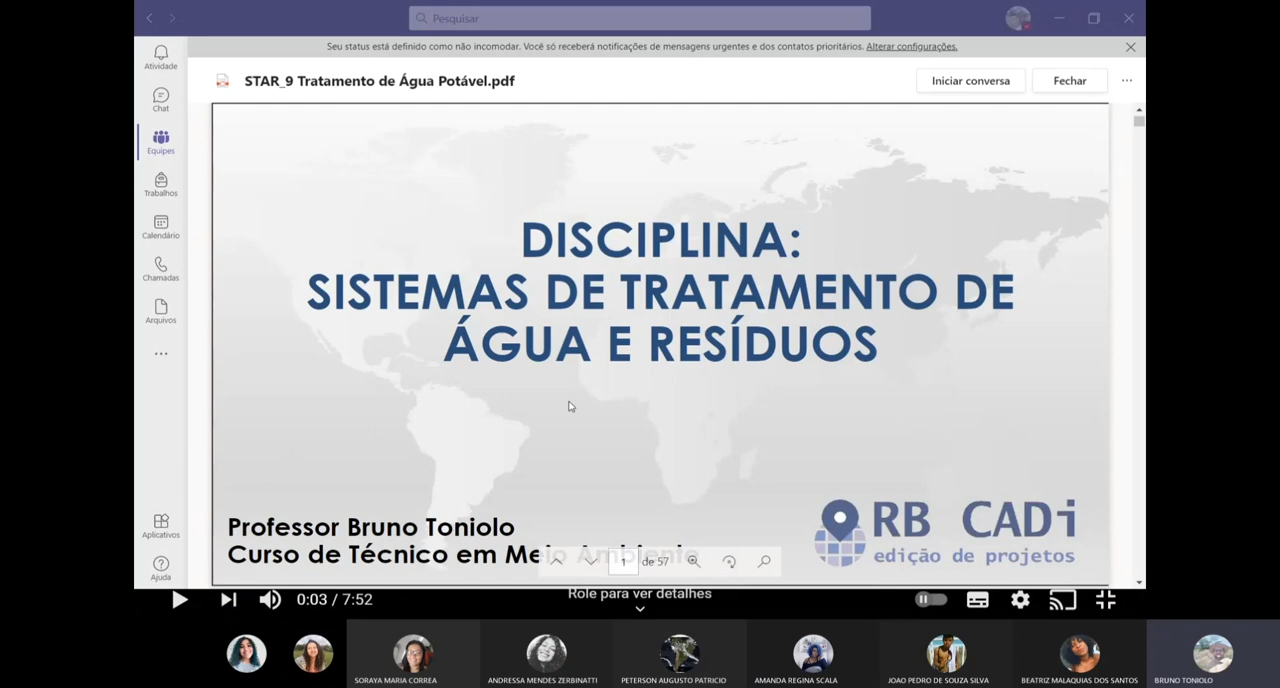 Pesquisar
Seu status está definido como não incomodar. Você só receberá notificações de mensagens urgentes e dos contatos prioritários. Alterar configurações.
Atividade
Chat
Equipes
Trabalhos
Calendário
Chamadas
Arquivos
Aplicativos
Ajuda
STAR_9 Tratamento de Água Potável.pdf
Iniciar conversa
Fechar
DISCIPLINA:
SISTEMAS DE TRATAMENTO DE
ÁGUA E RESÍDUOS
Professor Bruno Toniolo
Curso de Técnico em Meio Ambiente
RB CADi
edição de projetos
1 de 57
0:03 / 7:52
Role para ver detalhes
SORAYA MARIA CORREA
ANDRESSA MENDES ZERBINATTI
PETERSON AUGUSTO PATRICIO
AMANDA REGINA SCALA
JOAO PEDRO DE SOUZA SILVA
BEATRIZ MALAQUIAS DOS SANTOS
BRUNO TONIOLO